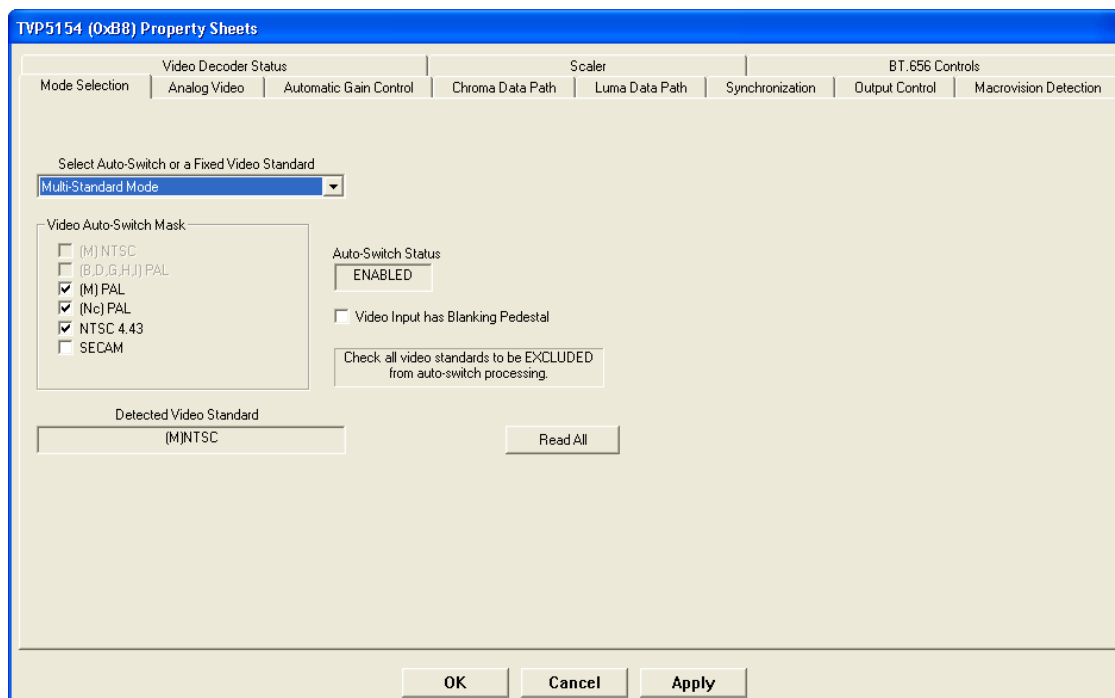 TVP5154 (0xB8) Property Sheets
Video Decoder Status Scaler BT.656 Controls
Mode Selection Analog Video Automatic Gain Control Chroma Data Path Luma Data Path Synchronization Output Control Macrovision Detection
Select Auto-Switch or a Fixed Video Standard
Multi-Standard Mode
Video Auto-Switch Mask
(M) NTSC
(B,D,G,H,I) PAL
(M) PAL
(Nc) PAL
NTSC 4.43
SECAM
Auto-Switch Status
ENABLED
Video Input has Blanking Pedestal
Check all video standards to be EXCLUDED
from auto-switch processing.
Detected Video Standard
(M)NTSC
Read All
OK Cancel Apply